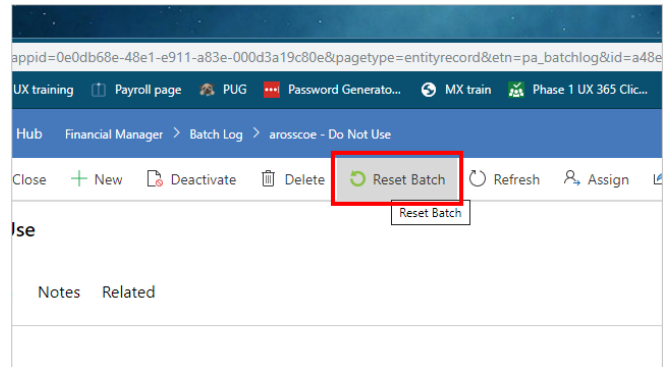 appid=0e0db68e-48e1-e911-a83e-000d3a19c80e&pagetype=entityrecord&etn=pa_batchlog&id=a48e
UX training Payroll page PUG Password Generato... MX train Phase 1 UX 365 Clic...
Hub Financial Manager > Batch Log > arosscoe - Do Not Use
Close + New Deactivate Delete Reset Batch Refresh Assign
Reset Batch
Use
Notes Related